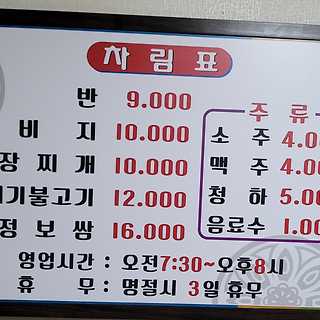 차림표
반 9.000
비지 10.000
장찌개 10.000
기불고기 12.000
정보쌈 16.000
주류
소주 4.00
맥주 4.00
청하 5.00
음료수 1.00
영업시간 : 오전7:30~오후8시
휴무 : 명절시 3일 휴무